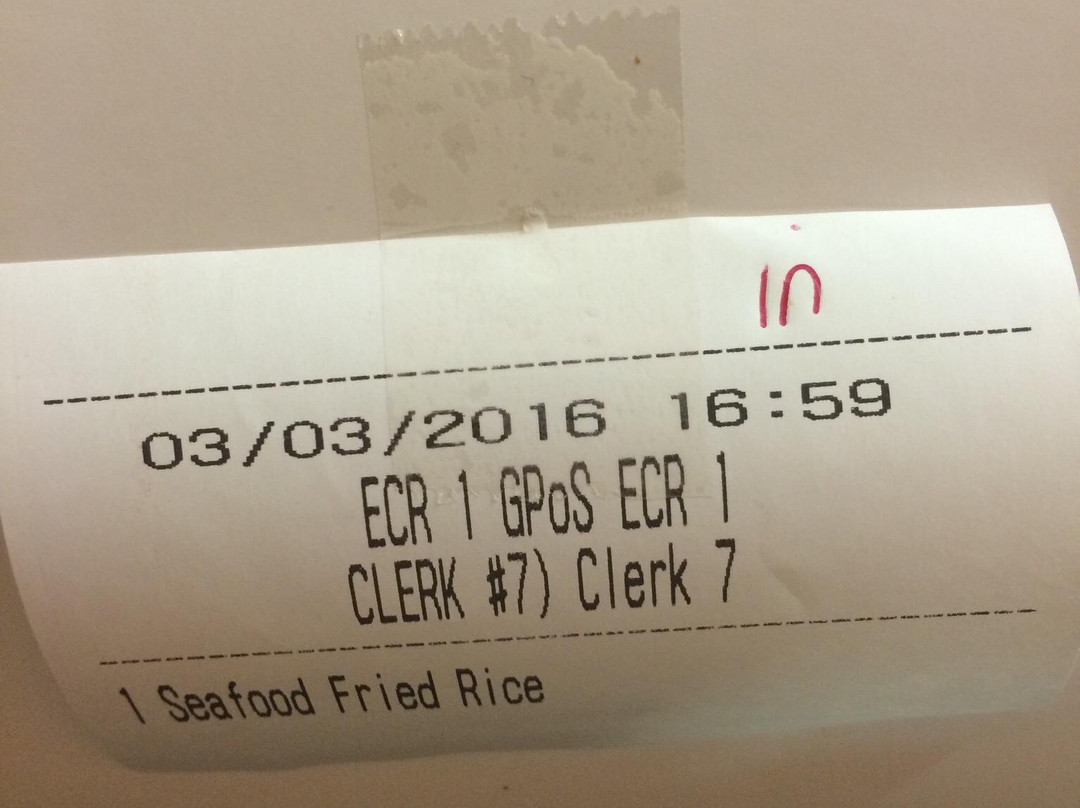 in
03/03/2016 16:59
ECR 1 GPoS ECR 1
CLERK #7) Clerk 7
1 Seafood Fried Rice